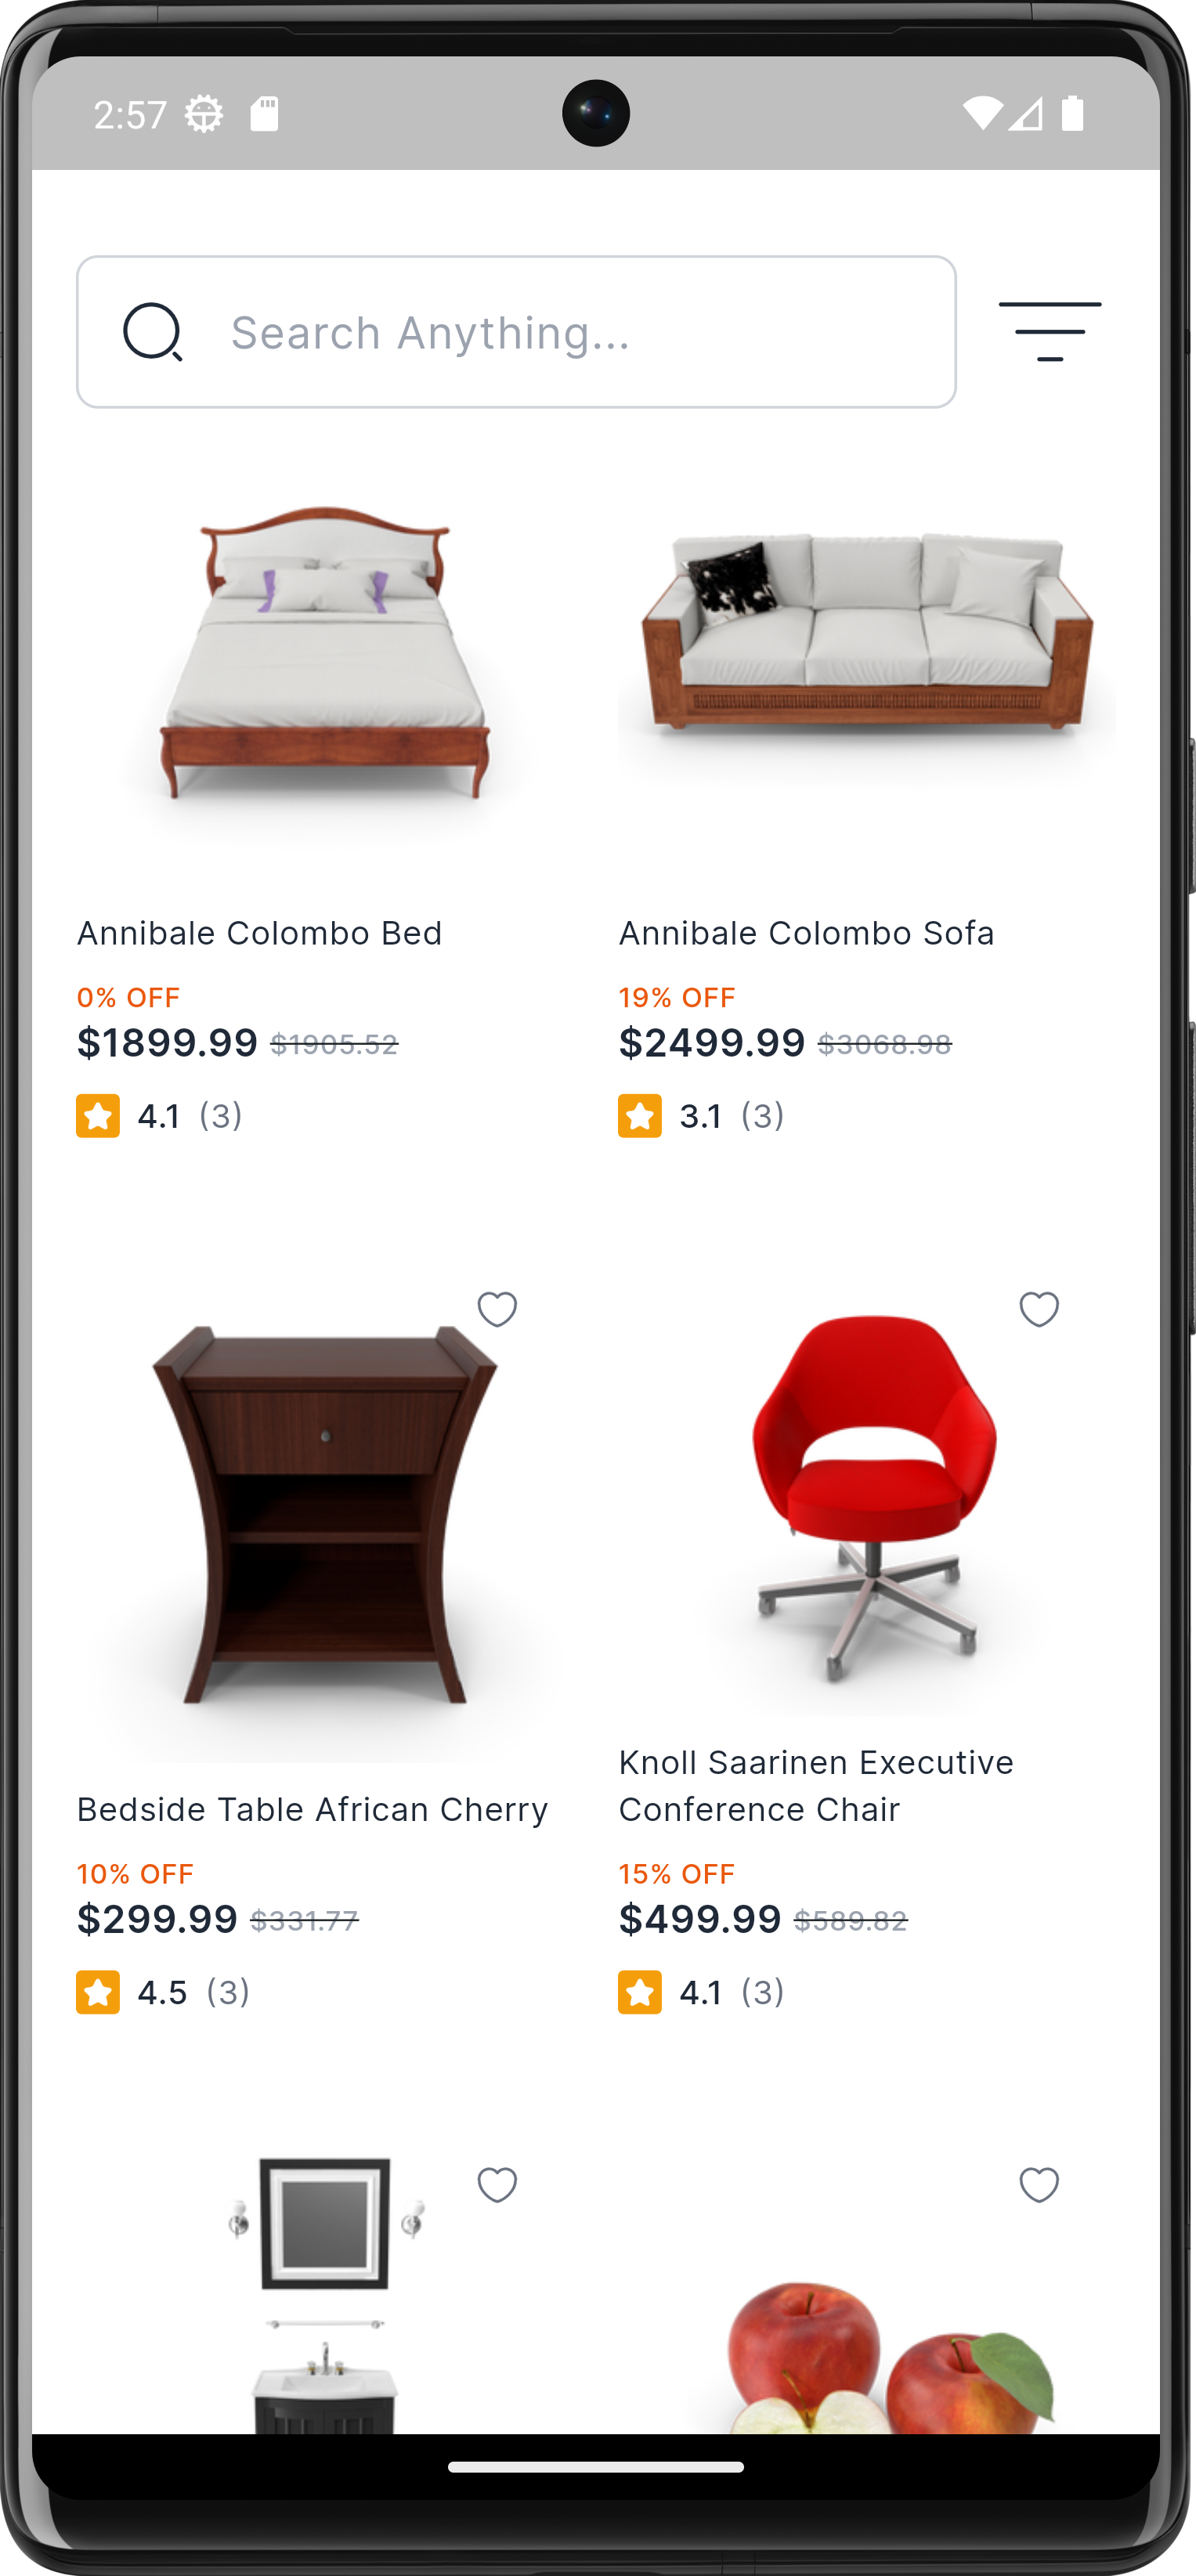 2:57
Search Anything...
Annibale Colombo Bed
0% OFF
$1899.99 $1905.52
4.1 (3)
Annibale Colombo Sofa
19% OFF
$2499.99 $3068.98
3.1 (3)
Bedside Table African Cherry
10% OFF
$299.99 $331.77
4.5 (3)
Knoll Saarinen Executive
Conference Chair
15% OFF
$499.99 $589.82
4.1 (3)